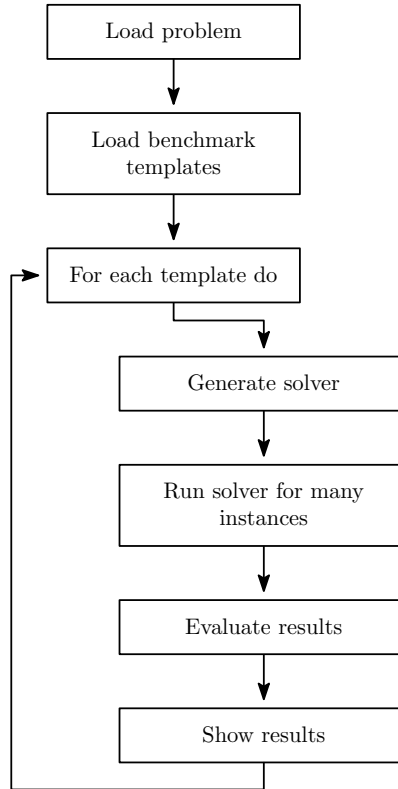 Load problem
Load benchmark
templates
For each template do
Generate solver
Run solver for many
instances
Evaluate results
Show results